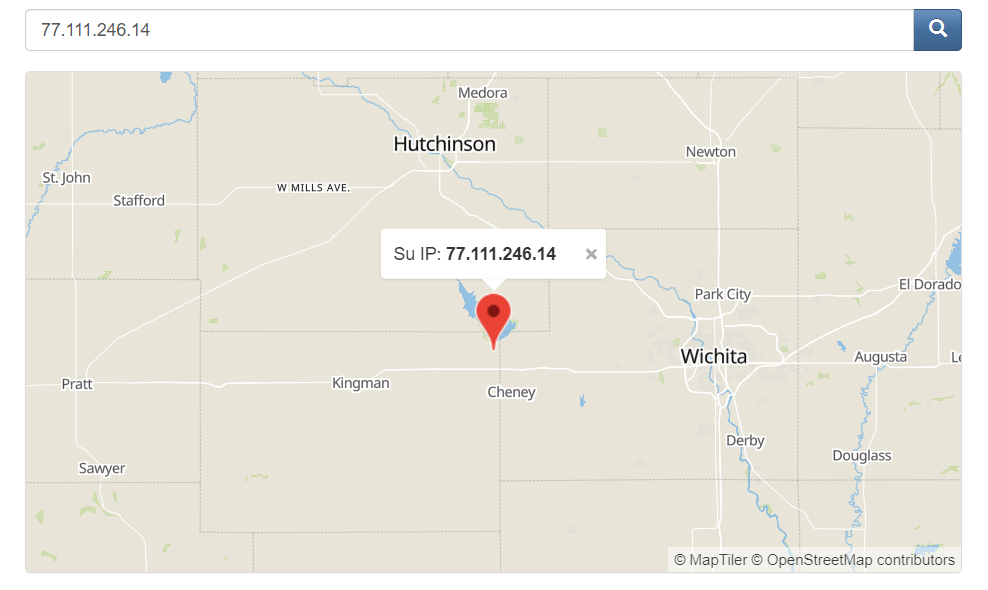 77.111.246.14
Medora
Hutchinson
Newton
St. John
W MILLS AVE.
Stafford
Su IP: 77.111.246.14 ×
El Dorado
Park City
Wichita
Augusta
Le
Pratt
Kingman
Cheney
Derby
Douglass
Sawyer
© MapTiler © OpenStreetMap contributors